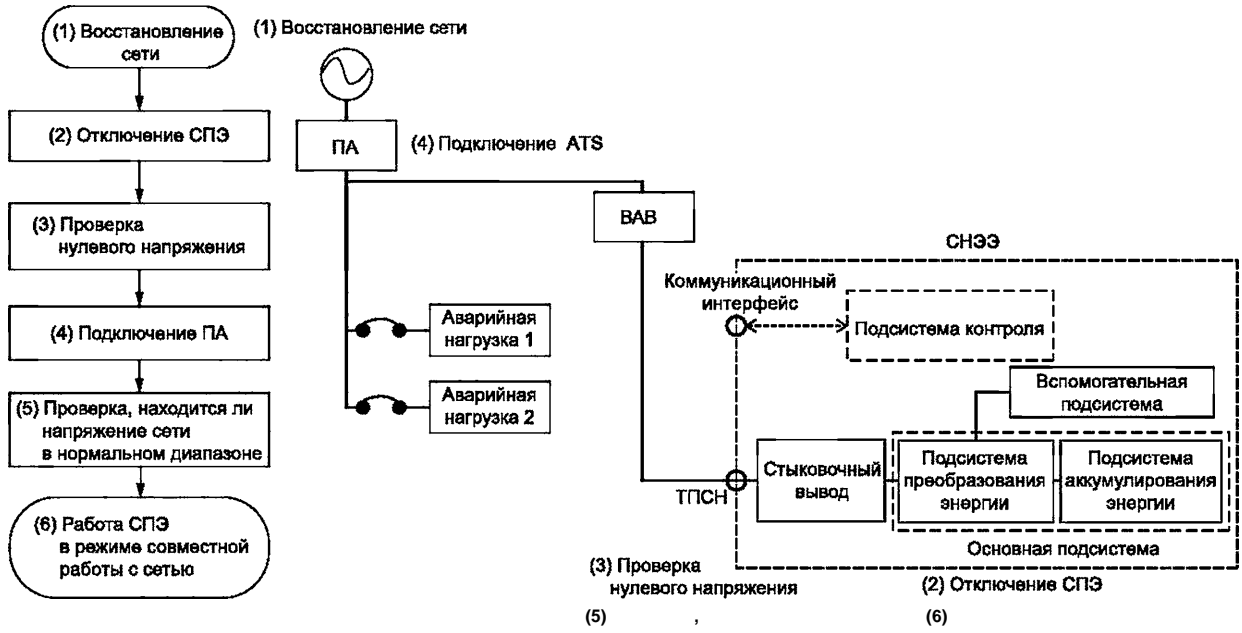 (1) Восстановление
сети
(2) Отключение СПЭ
(3) Проверка
нулевого напряжения
(4) Подключение ПА
(5) Проверка, находится ли
напряжение сети
в нормальном диапазоне
(6) Работа СПЭ
в режиме совместной
работы с сетью
(1) Восстановление сети
ПА
(4) Подключение ATS
ВАВ
СНЭЭ
Коммуникационный
интерфейс
Подсистема контроля
Аварийная
нагрузка 1
Аварийная
нагрузка 2
Вспомогательная
подсистема
ТПСН
Стыковочный
вывод
Подсистема
преобразования
энергии
Подсистема
аккумулирования
энергии
Основная подсистема
(3) Проверка
нулевого напряжения
(2) Отключение СПЭ
(5) ,
(6)